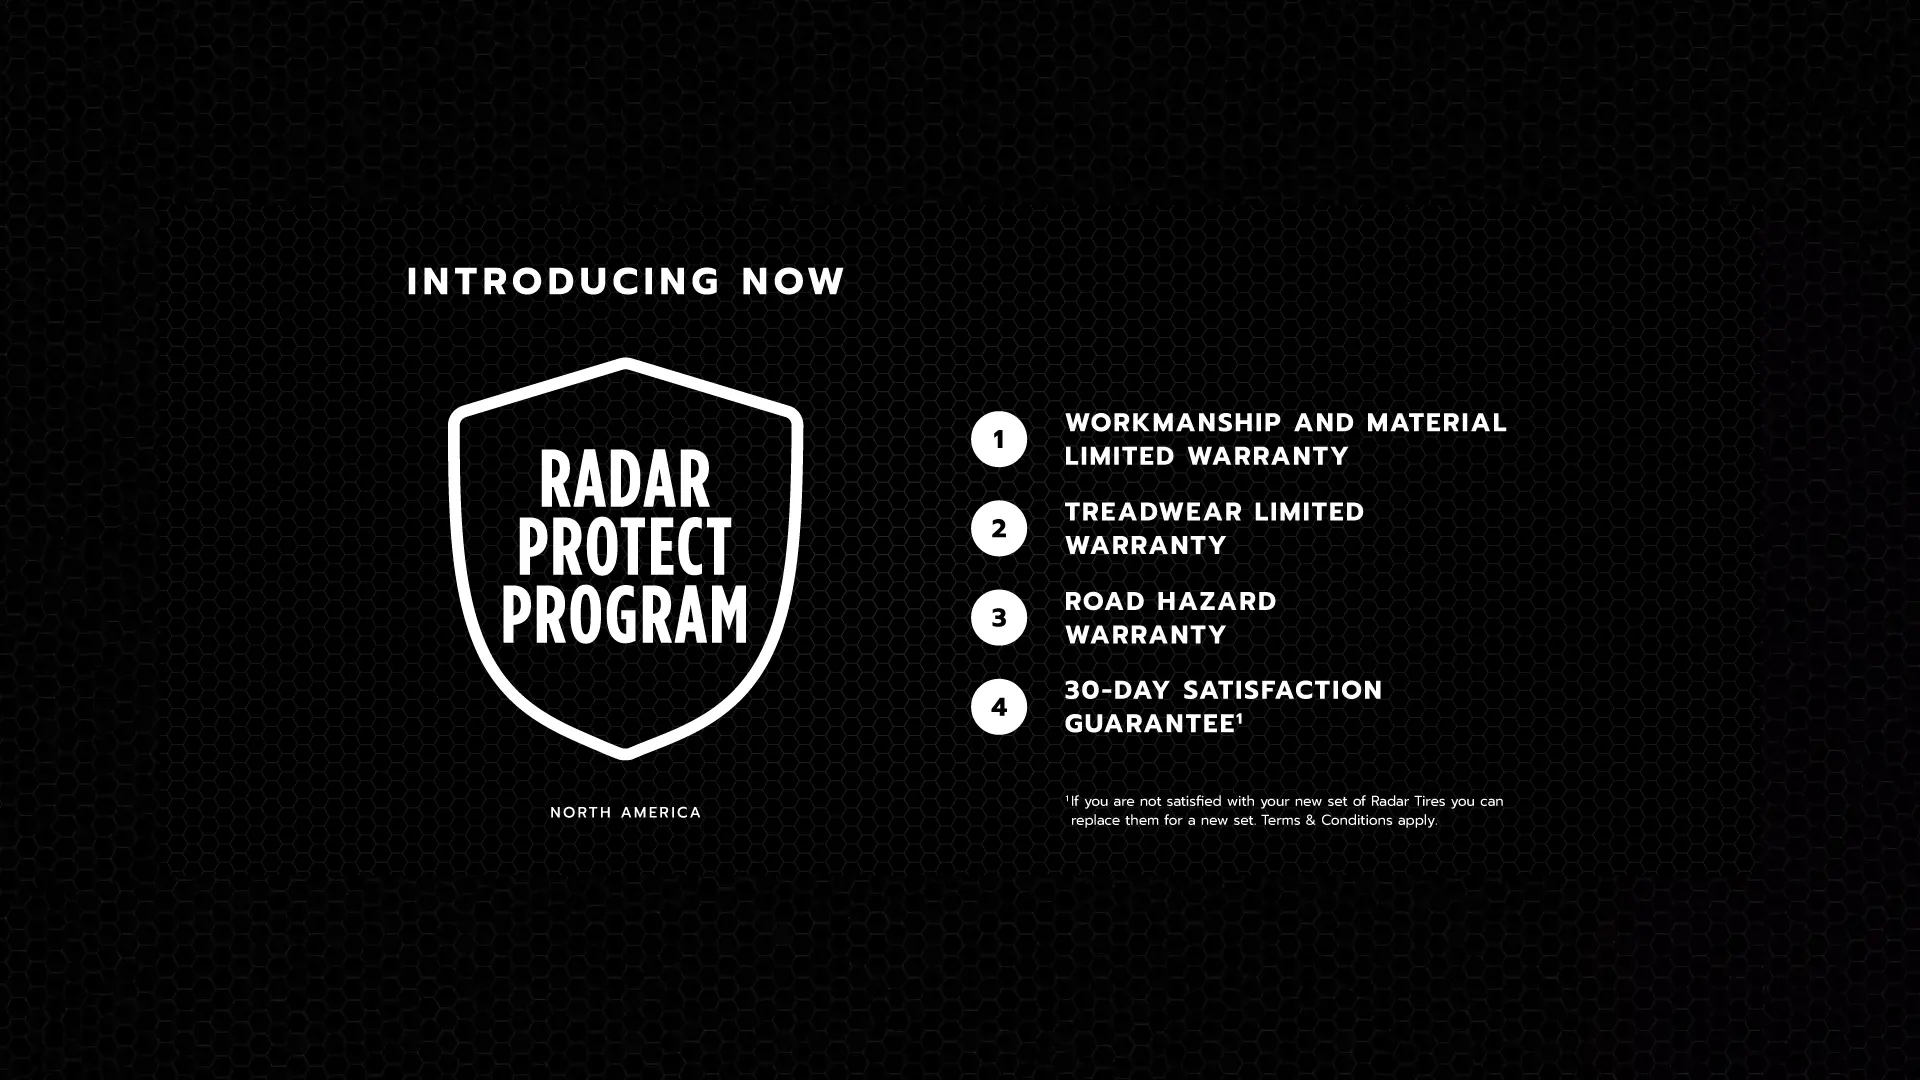 INTRODUCING NOW
RADAR
PROTECT
PROGRAM
NORTH AMERICA
1
WORKMANSHIP AND MATERIAL
LIMITED WARRANTY
2
TREADWEAR LIMITED
WARRANTY
3
ROAD HAZARD
WARRANTY
4
30-DAY SATISFACTION
GUARANTEE¹
¹If you are not satisfied with your new set of Radar Tires you can
replace them for a new set. Terms & Conditions apply.